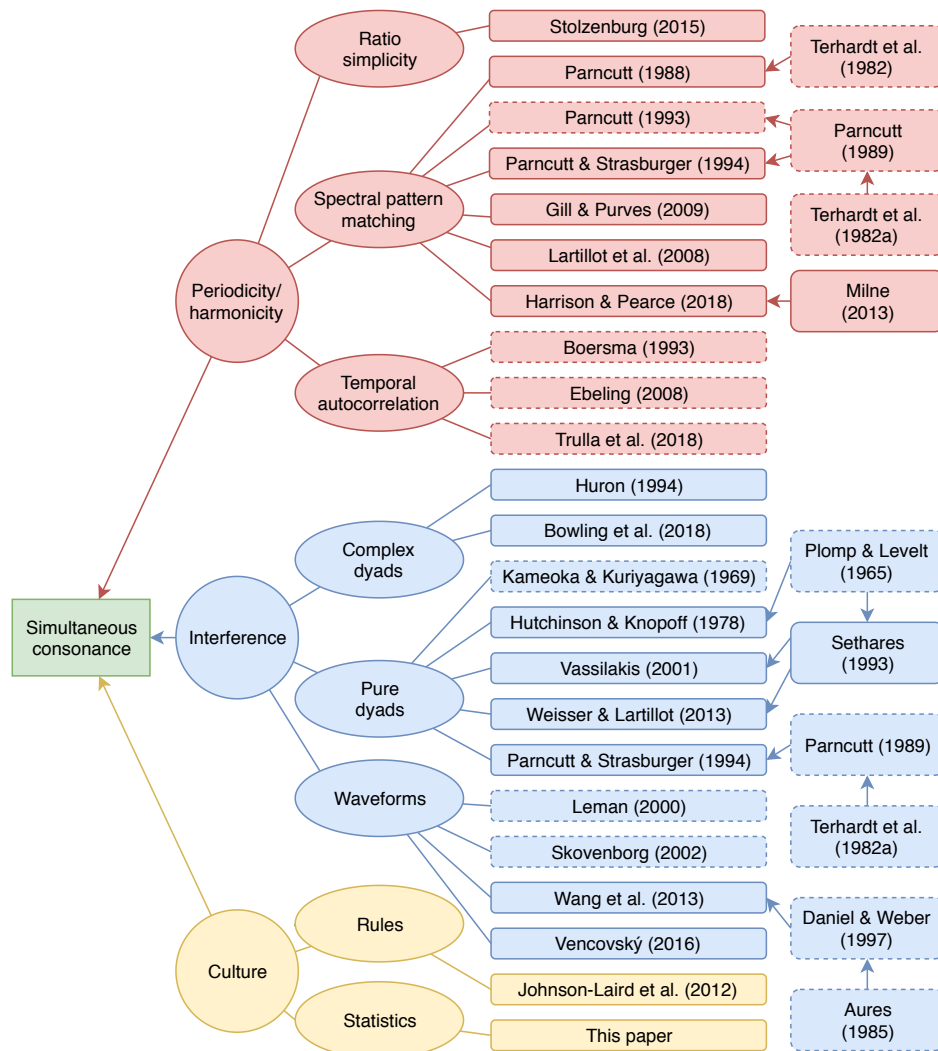 Ratio
simplicity
Stolzenburg (2015)
Parncutt (1988)
Terhardt et al.
(1982)
Parncutt (1993)
Parncutt
(1989)
Parncutt & Strasburger (1994)
Spectral pattern
matching
Gill & Purves (2009)
Terhardt et al.
(1982a)
Lartillot et al. (2008)
Periodicity/
harmonicity
Harrison & Pearce (2018)
Milne
(2013)
Boersma (1993)
Temporal
autocorrelation
Ebeling (2008)
Trulla et al. (2018)
Huron (1994)
Complex
dyads
Bowling et al. (2018)
Kameoka & Kuriyagawa (1969)
Plomp & Levelt
(1965)
Simultaneous
consonance
Interference
Hutchinson & Knopoff (1978)
Sethares
(1993)
Vassilakis (2001)
Pure
dyads
Weisser & Lartillot (2013)
Parncutt & Strasburger (1994)
Parncutt (1989)
Waveforms
Leman (2000)
Terhardt et al.
(1982a)
Skovenborg (2002)
Wang et al. (2013)
Daniel & Weber
(1997)
Rules
Vencovský (2016)
Culture
Johnson-Laird et al. (2012)
Aures
(1985)
Statistics
This paper